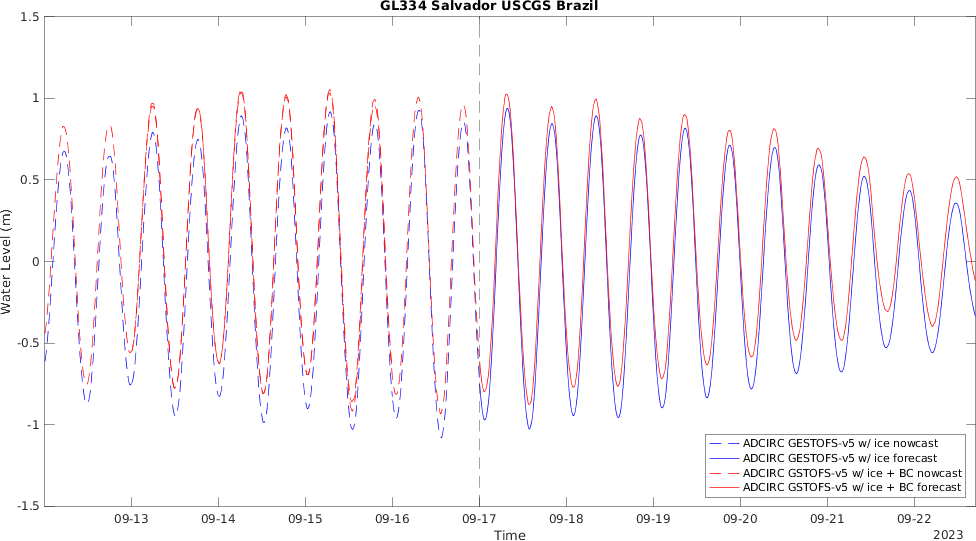 GL334 Salvador USCGS Brazil
1.5
1
0.5
0
-0.5
-1
-1.5
Water Level (m)
ADCIRC GESTOFS-v5 w/ ice nowcast
ADCIRC GESTOFS-v5 w/ ice forecast
ADCIRC GSTOFS-v5 w/ ice + BC nowcast
ADCIRC GSTOFS-v5 w/ ice + BC forecast
09-13 09-14 09-15 09-16 09-17 09-18 09-19 09-20 09-21 09-22
Time
2023